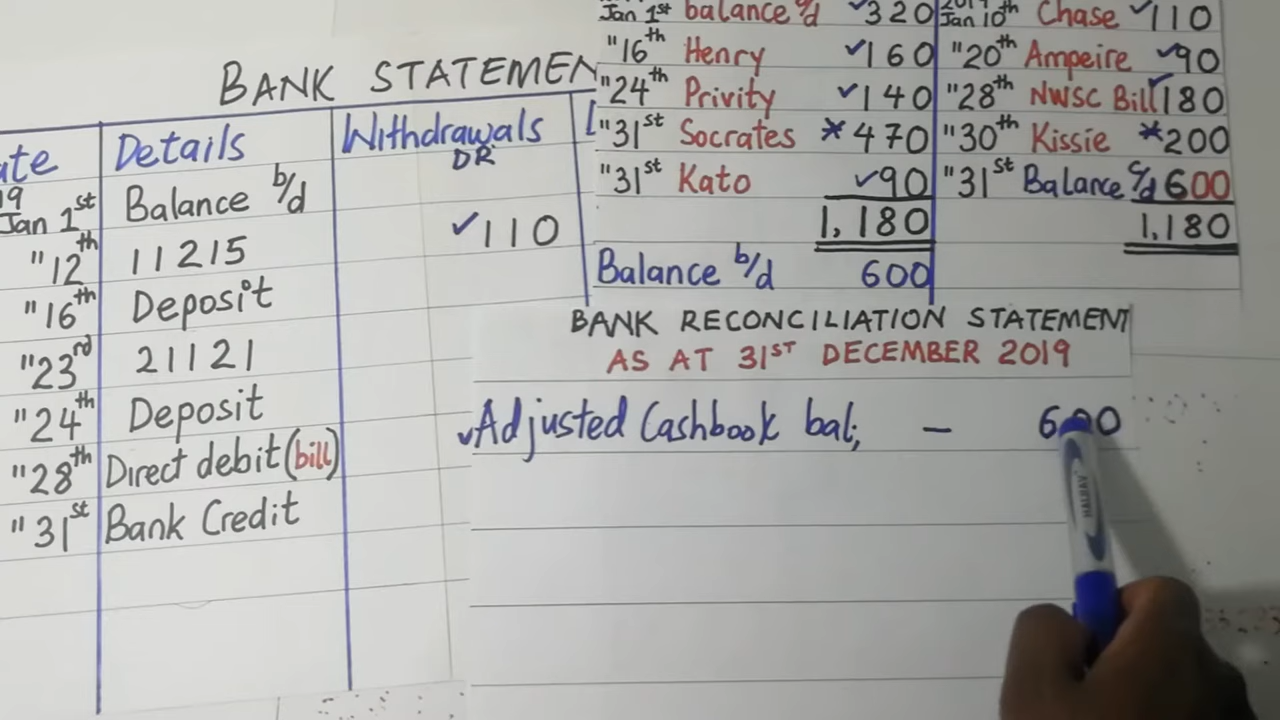 BANK STATEMEN
ate Details Withdrawals
DR
19
Jan 1st Balance b/d
"12th 11215 ✓110
"16th Deposit
"23rd 21121
"24th Deposit
"28th Direct debit(bill)
"31st Bank Credit
Jan 1st balance c/d ✓320 2019 Jan 10th Chase ✓110
"16th Henry ✓160 "20th Ampeire ✓90
"24th Privity ✓140 "28th NWSC Bill ✓180
"31st Socrates *470 "30th Kissie *200
"31st Kato ✓90 "31st Balance c/d 600
1,180 1,180
Balance b/d 600
BANK RECONCILIATION STATEMENT
AS AT 31ST DECEMBER 2019
✓Adjusted Cashbook bal; – 600
HALBAY